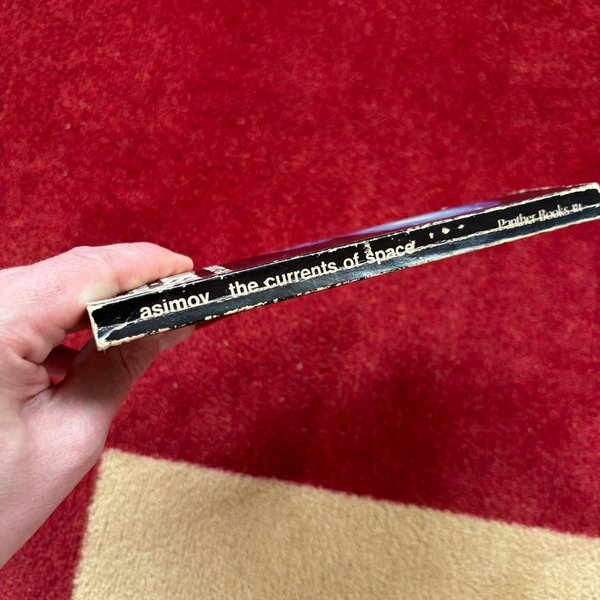 asimov the currents of space Panther Books